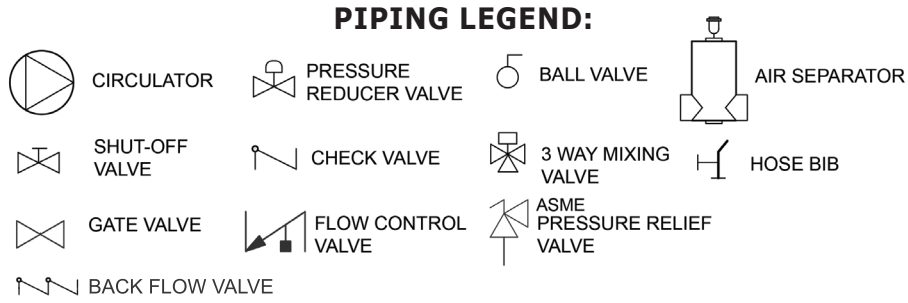 PIPING LEGEND:
CIRCULATOR
PRESSURE
REDUCER VALVE
BALL VALVE
AIR SEPARATOR
SHUT-OFF
VALVE
CHECK VALVE
3 WAY MIXING
VALVE
HOSE BIB
GATE VALVE
FLOW CONTROL
VALVE
ASME
PRESSURE RELIEF
VALVE
BACK FLOW VALVE